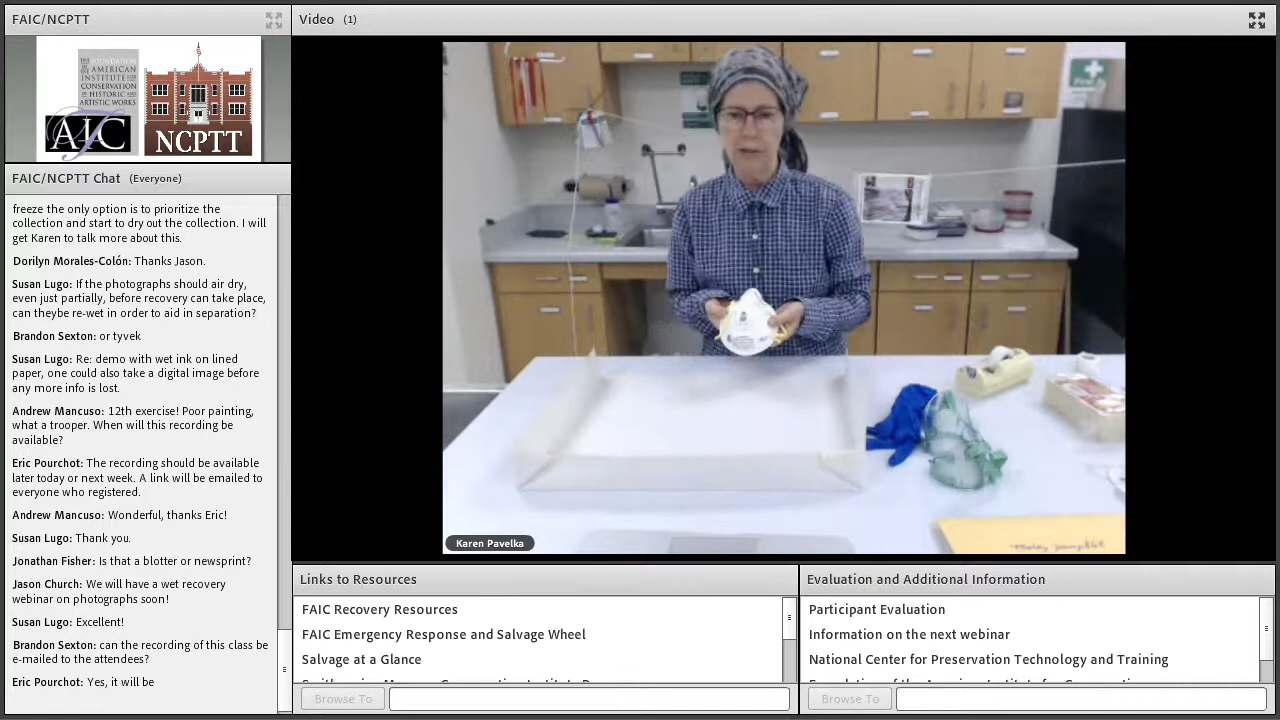 FAIC/NCPTT
THE FOUNDATION
OF THE
AMERICAN
INSTITUTE FOR
CONSERVATION
OF HISTORIC AND
ARTISTIC WORKS
AIC
NCPTT
FAIC/NCPTT Chat (Everyone)
freeze the only option is to prioritize the
collection and start to dry out the collection. I will
get Karen to talk more about this.
Dorilyn Morales-Colón: Thanks Jason.
Susan Lugo: If the photographs should air dry,
even just partially, before recovery can take place,
can theybe re-wet in order to aid in separation?
Brandon Sexton: or tyvek
Susan Lugo: Re: demo with wet ink on lined
paper, one could also take a digital image before
any more info is lost.
Andrew Mancuso: 12th exercise! Poor painting,
what a trooper. When will this recording be
available?
Eric Pourchot: The recording should be available
later today or next week. A link will be emailed to
everyone who registered.
Andrew Mancuso: Wonderful, thanks Eric!
Susan Lugo: Thank you.
Jonathan Fisher: Is that a blotter or newsprint?
Jason Church: We will have a wet recovery
webinar on photographs soon!
Susan Lugo: Excellent!
Brandon Sexton: can the recording of this class be
e-mailed to the attendees?
Eric Pourchot: Yes, it will be
Video (1)
Karen Pavelka
Links to Resources
FAIC Recovery Resources
FAIC Emergency Response and Salvage Wheel
Salvage at a Glance
Browse To
Evaluation and Additional Information
Participant Evaluation
Information on the next webinar
National Center for Preservation Technology and Training
Browse To